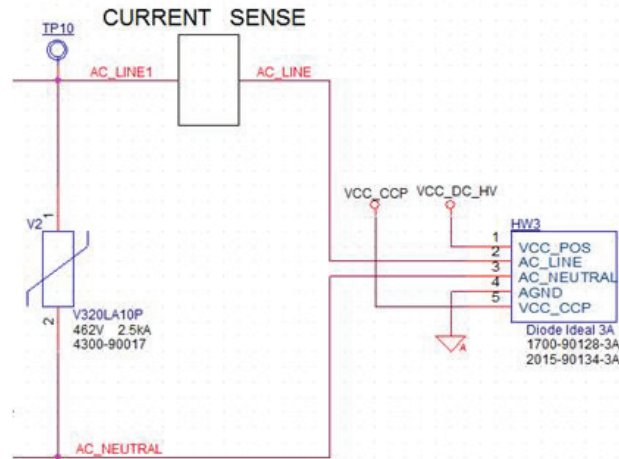 CURRENT SENSE
TP10
AC_LINE1
AC_LINE
VCC_CCP
VCC_DC_HV
HW3
1
VCC_POS
2
AC_LINE
3
AC_NEUTRAL
4
AGND
5
VCC_CCP
V2
1
2
V320LA10P
462V 2.5kA
4300-90017
A
Diode Ideal 3A
1700-90128-3A
2015-90134-3A
AC_NEUTRAL